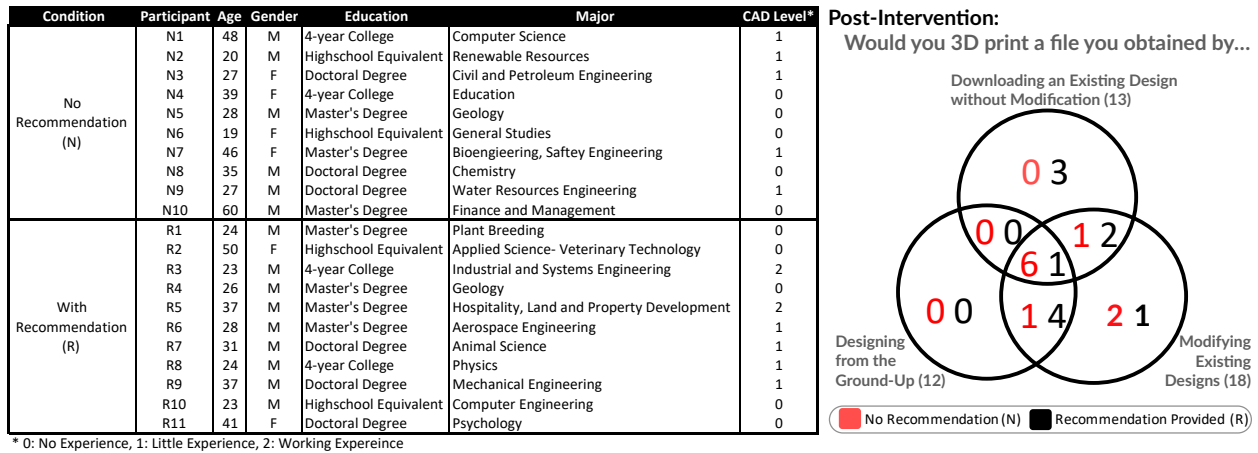 Condition Participant Age Gender Education Major CAD Level*
No Recommendation (N)
N1 48 M 4-year College Computer Science 1
N2 20 M Highschool Equivalent Renewable Resources 1
N3 27 F Doctoral Degree Civil and Petroleum Engineering 1
N4 39 F 4-year College Education 0
N5 28 M Master's Degree Geology 0
N6 19 F Highschool Equivalent General Studies 0
N7 46 F Master's Degree Bioengieering, Saftey Engineering 1
N8 35 M Doctoral Degree Chemistry 0
N9 27 M Doctoral Degree Water Resources Engineering 1
N10 60 M Master's Degree Finance and Management 0
With Recommendation (R)
R1 24 M Master's Degree Plant Breeding 0
R2 50 F Highschool Equivalent Applied Science- Veterinary Technology 0
R3 23 M 4-year College Industrial and Systems Engineering 2
R4 26 M Master's Degree Geology 0
R5 37 M Master's Degree Hospitality, Land and Property Development 2
R6 28 M Master's Degree Aerospace Engineering 1
R7 31 M Doctoral Degree Animal Science 1
R8 24 M 4-year College Physics 1
R9 37 M Doctoral Degree Mechanical Engineering 1
R10 23 M Highschool Equivalent Computer Engineering 0
R11 41 F Doctoral Degree Psychology 0
* 0: No Experience, 1: Little Experience, 2: Working Expereince
Post-Intervention:
Would you 3D print a file you obtained by...
Downloading an Existing Design
without Modification (13)
0 3
0 0
1 2
6 1
0 0
1 4
2 1
Designing
from the
Ground-Up (12)
Modifying
Existing
Designs (18)
No Recommendation (N) Recommendation Provided (R)